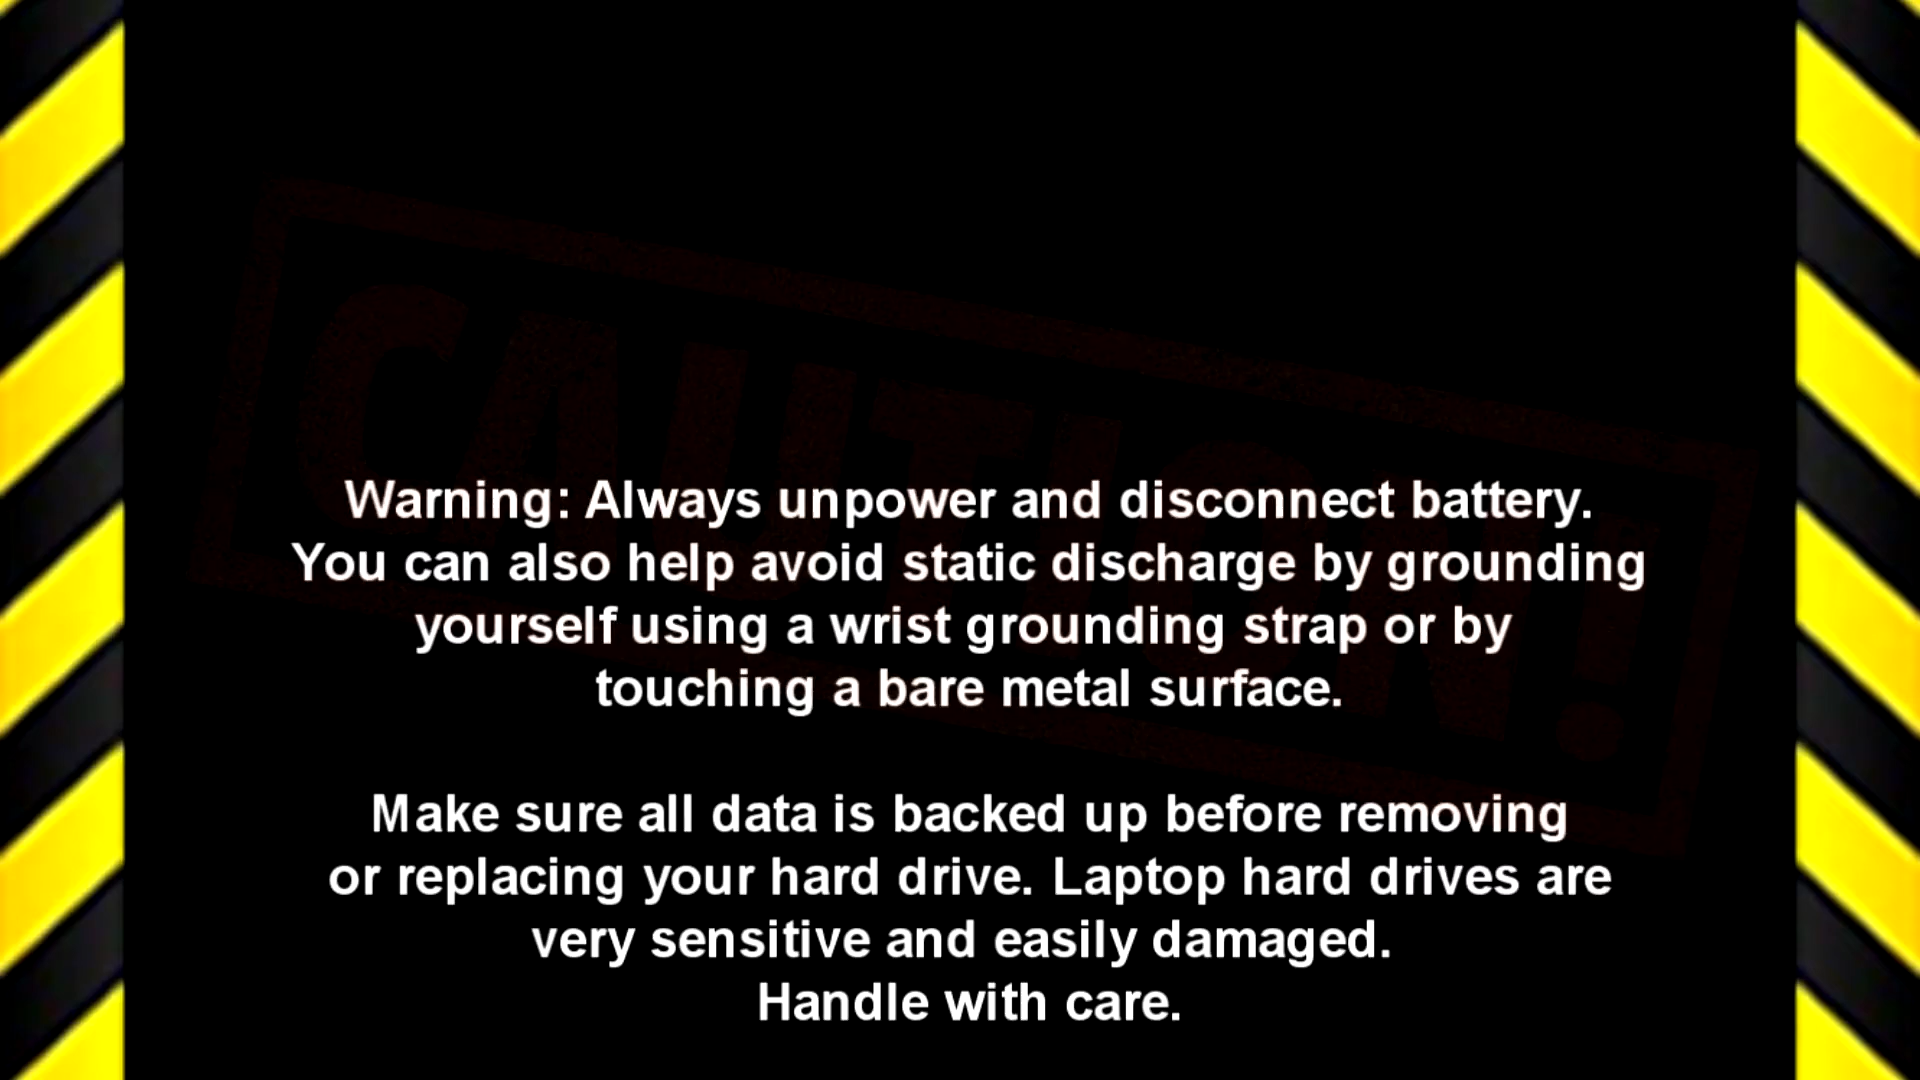 CAUTION!
Warning: Always unpower and disconnect battery.
You can also help avoid static discharge by grounding
yourself using a wrist grounding strap or by
touching a bare metal surface.
Make sure all data is backed up before removing
or replacing your hard drive. Laptop hard drives are
very sensitive and easily damaged.
Handle with care.